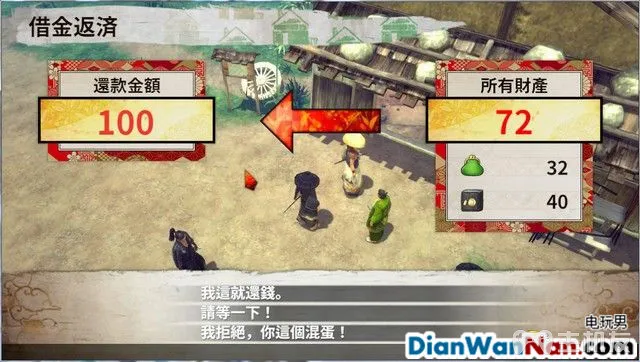 借金返済
還款金額
100
所有財產
72
32
40
我這就還錢。
請等一下！
我拒絕，你這個混蛋！
电玩男
DianWanNan.com